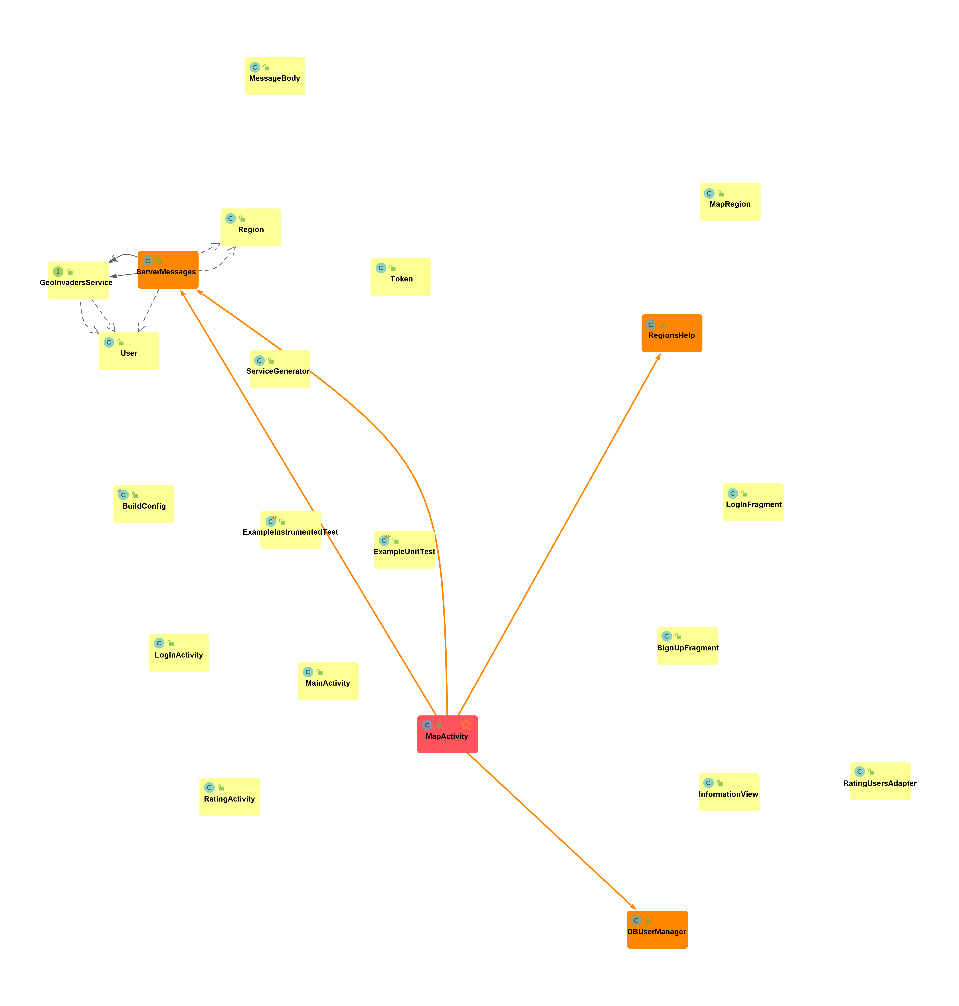 MessageBody
MapRegion
Region
ServerMessages
Token
GeoInvadersService
RegionsHelp
User
ServiceGenerator
BuildConfig
LogInFragment
ExampleInstrumentedTest
ExampleUnitTest
LogInActivity
SignUpFragment
MainActivity
MapActivity
RatingActivity
InformationView
RatingUsersAdapter
DBUserManager